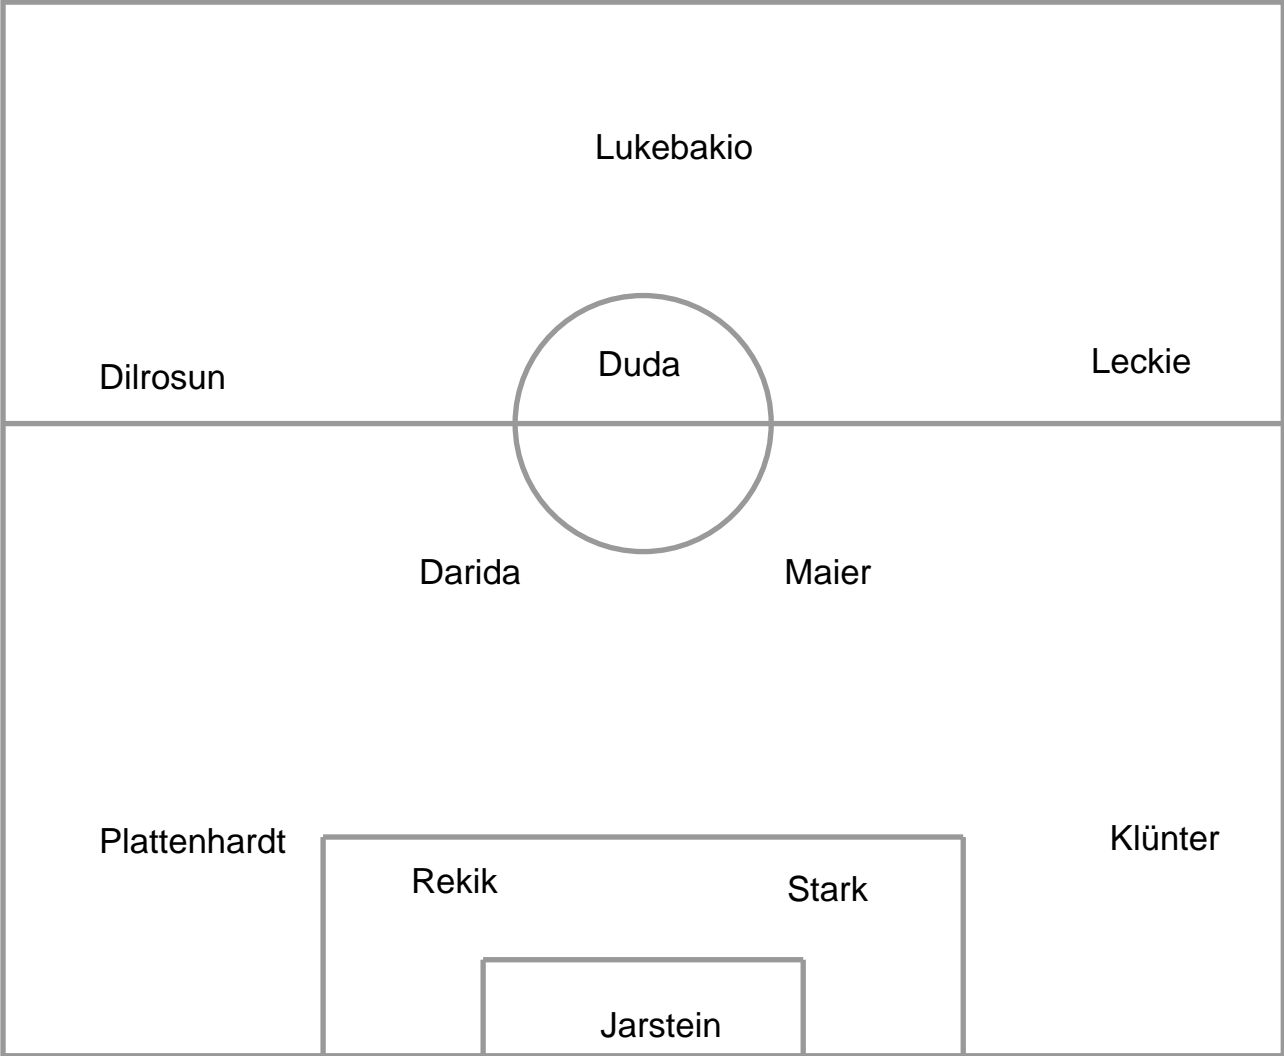 Lukebakio
Dilrosun
Duda
Leckie
Darida
Maier
Plattenhardt
Klünter
Rekik
Stark
Jarstein